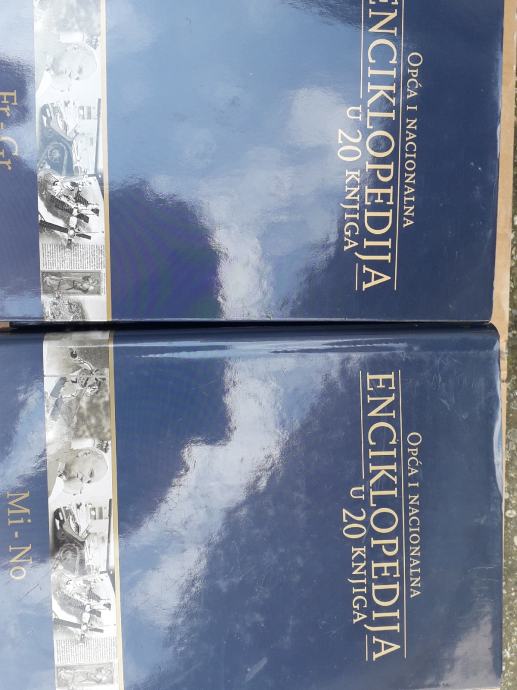 OPĆA I NACIONALNA
ENCIKLOPEDIJA
U 20 KNJIGA
Fr - Gr
OPĆA I NACIONALNA
ENCIKLOPEDIJA
U 20 KNJIGA
Mi - No